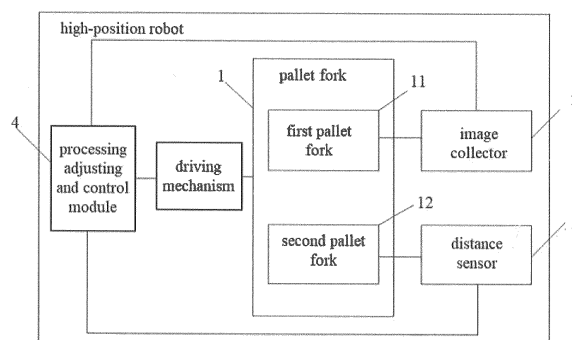 high-position robot
1
pallet fork
11
4
first pallet
fork
image
collector
processing
adjusting
and control
module
driving
mechanism
12
second pallet
fork
distance
sensor